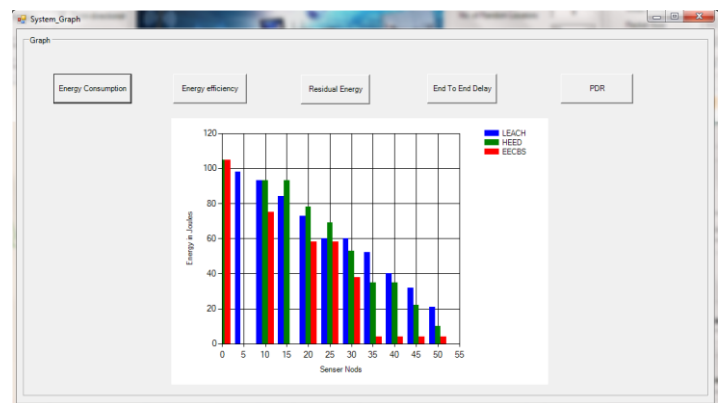 System_Graph
Graph
Energy Consumption
Energy efficiency
Residual Energy
End To End Delay
PDR
LEACH
HEED
EECBS
Energy in Joules
120
100
80
60
40
20
0
0 5 10 15 20 25 30 35 40 45 50 55
Senser Nods